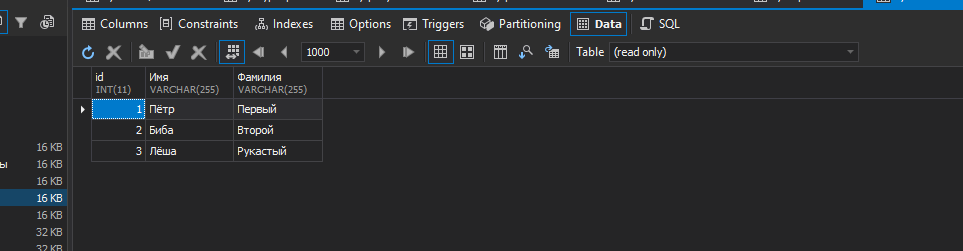 Columns Constraints Indexes Options Triggers Partitioning Data SQL
1000 Table (read only)
id Имя Фамилия
INT(11) VARCHAR(255) VARCHAR(255)
1 Пётр Первый
2 Биба Второй
3 Лёша Рукастый
16 KB
ы 16 KB
16 KB
16 KB
16 KB
32 KB
32 KB